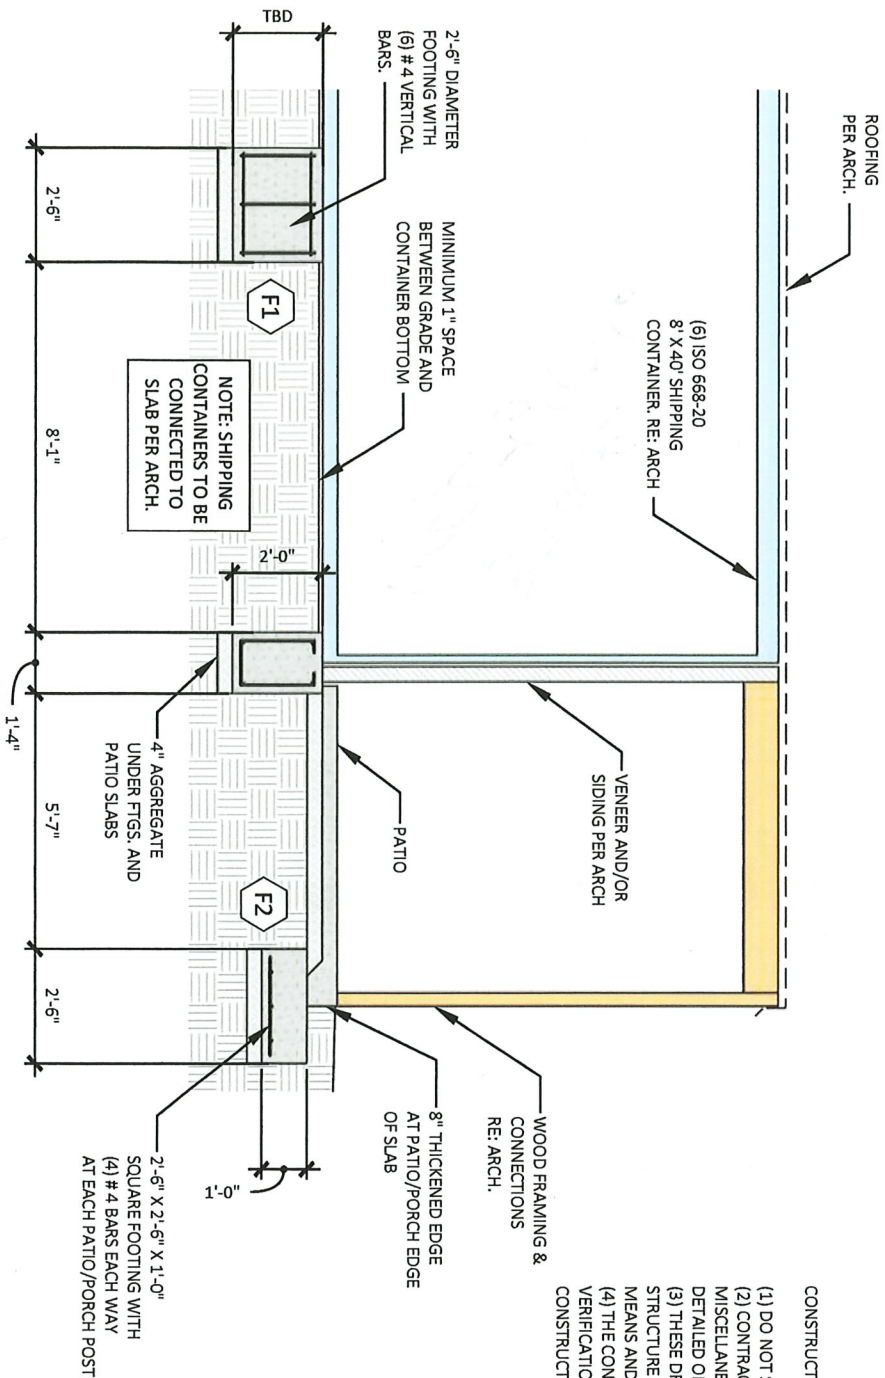 ROOFING
PER ARCH.
(6) ISO 668-20
8' X 40' SHIPPING
CONTAINER. RE: ARCH
VENEER AND/OR
SIDING PER ARCH
WOOD FRAMING &
CONNECTIONS
RE: ARCH.
MINIMUM 1" SPACE
BETWEEN GRADE AND
CONTAINER BOTTOM
PATIO
8" THICKENED EDGE
AT PATIO/PORCH EDGE
OF SLAB
2'-6" DIAMETER
FOOTING WITH
(6) # 4 VERTICAL
BARS.
TBD
2'-0"
1'-0"
F1
F2
NOTE: SHIPPING
CONTAINERS TO BE
CONNECTED TO
SLAB PER ARCH.
4" AGGREGATE
UNDER FTGS. AND
PATIO SLABS
2'-6" X 2'-6" X 1'-0"
SQUARE FOOTING WITH
(4) # 4 BARS EACH WAY
AT EACH PATIO/PORCH POST
2'-6"
8'-1"
1'-4"
5'-7"
2'-6"
CONSTRUCT
(1) DO NOT
(2) CONTRAC
MISCELLANE
DETAILED O
(3) THESE DR
STRUCTURE
MEANS AND
(4) THE CON
VERIFICATIO
CONSTRUCT